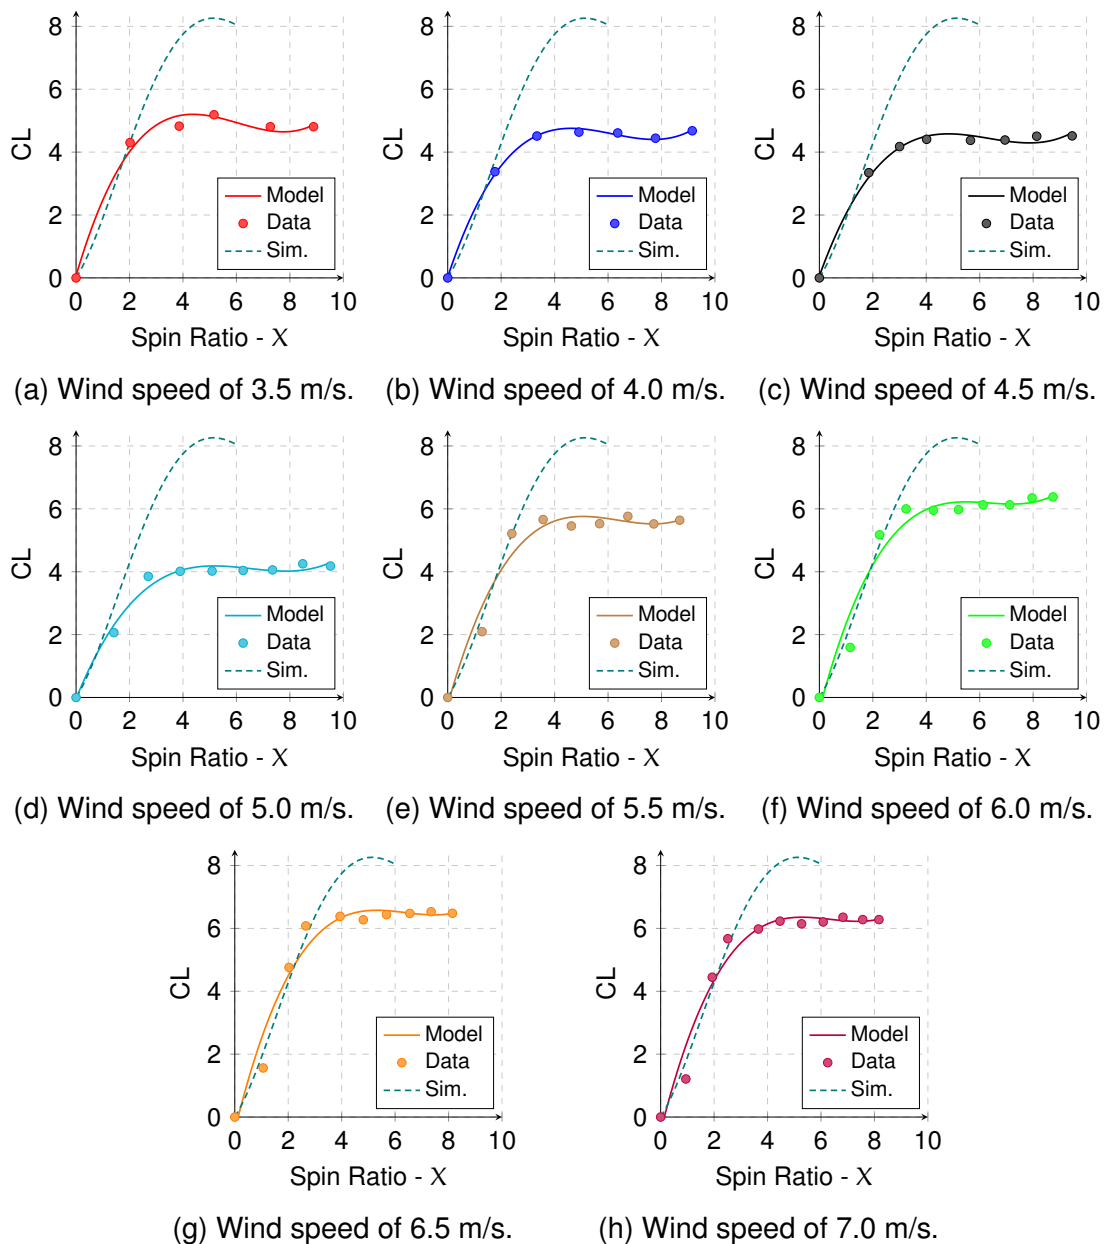 8
6
4
2
0
CL
0 2 4 6 8 10
Spin Ratio - X
Model
Data
Sim.
(a) Wind speed of 3.5 m/s.
8
6
4
2
0
CL
0 2 4 6 8 10
Spin Ratio - X
Model
Data
Sim.
(b) Wind speed of 4.0 m/s.
8
6
4
2
0
CL
0 2 4 6 8 10
Spin Ratio - X
Model
Data
Sim.
(c) Wind speed of 4.5 m/s.
8
6
4
2
0
CL
0 2 4 6 8 10
Spin Ratio - X
Model
Data
Sim.
(d) Wind speed of 5.0 m/s.
8
6
4
2
0
CL
0 2 4 6 8 10
Spin Ratio - X
Model
Data
Sim.
(e) Wind speed of 5.5 m/s.
8
6
4
2
0
CL
0 2 4 6 8 10
Spin Ratio - X
Model
Data
Sim.
(f) Wind speed of 6.0 m/s.
8
6
4
2
0
CL
0 2 4 6 8 10
Spin Ratio - X
Model
Data
Sim.
(g) Wind speed of 6.5 m/s.
8
6
4
2
0
CL
0 2 4 6 8 10
Spin Ratio - X
Model
Data
Sim.
(h) Wind speed of 7.0 m/s.